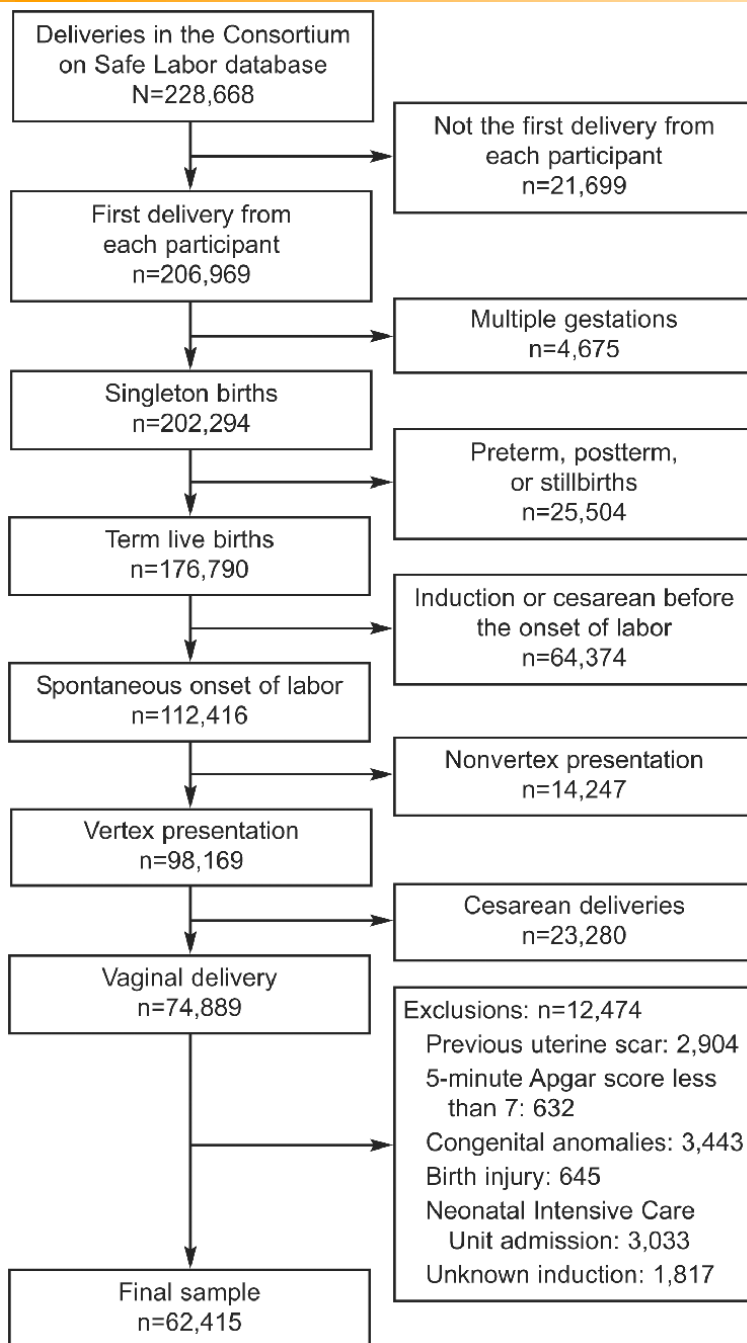 Deliveries in the Consortium
on Safe Labor database
N=228,668
Not the first delivery from
each participant
n=21,699
First delivery from
each participant
n=206,969
Multiple gestations
n=4,675
Singleton births
n=202,294
Preterm, postterm,
or stillbirths
n=25,504
Term live births
n=176,790
Induction or cesarean before
the onset of labor
n=64,374
Spontaneous onset of labor
n=112,416
Nonvertex presentation
n=14,247
Vertex presentation
n=98,169
Cesarean deliveries
n=23,280
Vaginal delivery
n=74,889
Exclusions: n=12,474
Previous uterine scar: 2,904
5-minute Apgar score less
than 7: 632
Congenital anomalies: 3,443
Birth injury: 645
Neonatal Intensive Care
Unit admission: 3,033
Unknown induction: 1,817
Final sample
n=62,415